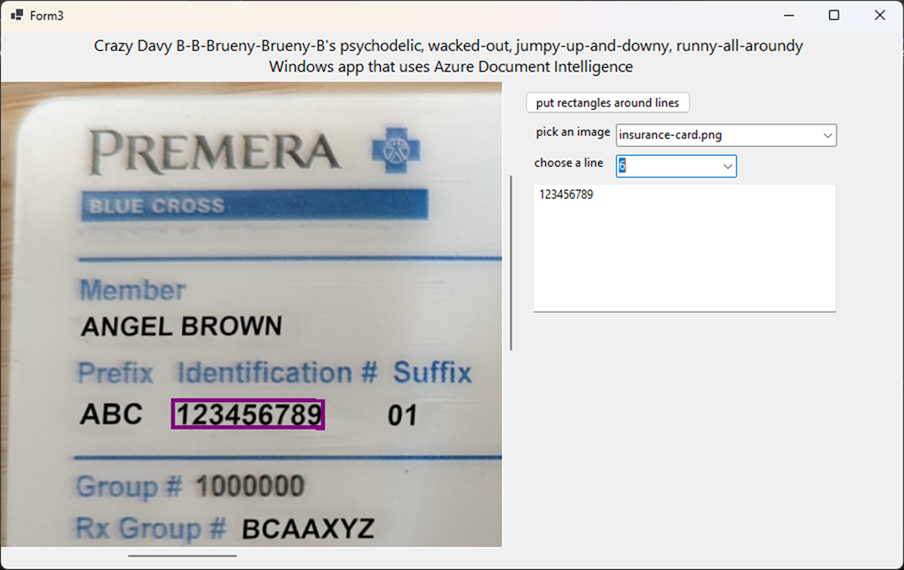 Form3
Crazy Davy B-B-Brueny-Brueny-B's psychodelic, wacked-out, jumpy-up-and-downy, runny-all-aroundy
Windows app that uses Azure Document Intelligence
put rectangles around lines
pick an image insurance-card.png
choose a line 6
123456789
PREMERA
BLUE CROSS
Member
ANGEL BROWN
Prefix Identification # Suffix
ABC 123456789 01
Group # 1000000
Rx Group # BCAAXYZ